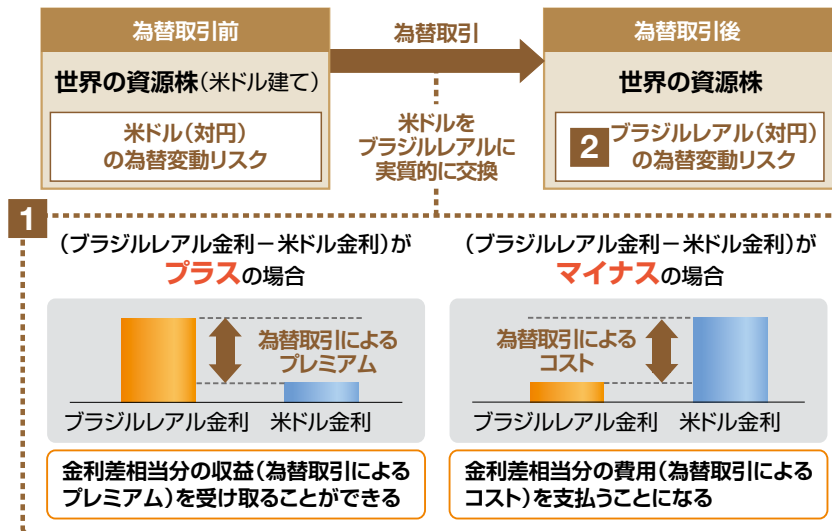 為替取引前
世界の資源株(米ドル建て)
米ドル(対円)
の為替変動リスク
為替取引
米ドルを
ブラジルレアルに
実質的に交換
為替取引後
世界の資源株
2
ブラジルレアル(対円)
の為替変動リスク
1
(ブラジルレアル金利−米ドル金利)が
プラスの場合
為替取引による
プレミアム
ブラジルレアル金利
米ドル金利
金利差相当分の収益(為替取引による
プレミアム)を受け取ることができる
(ブラジルレアル金利−米ドル金利)が
マイナスの場合
為替取引による
コスト
ブラジルレアル金利
米ドル金利
金利差相当分の費用(為替取引による
コスト)を支払うことになる